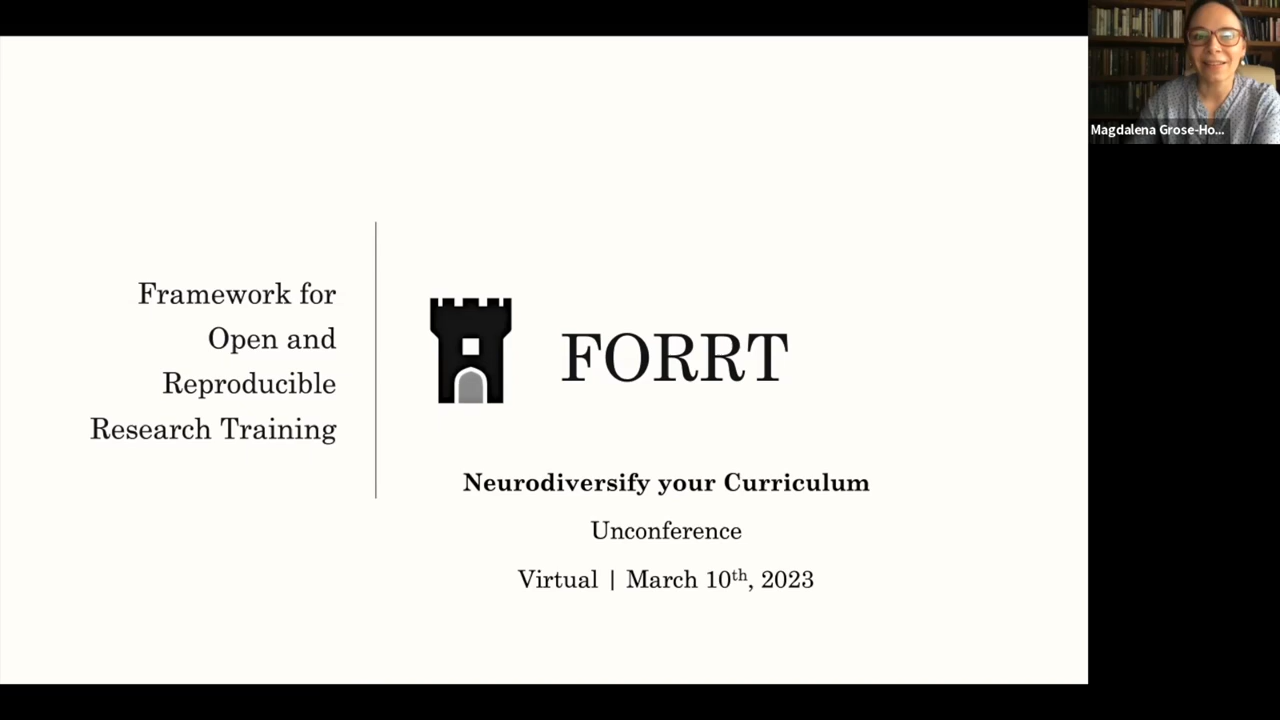 Framework for
Open and
Reproducible
Research Training
FORRT
Neurodiversify your Curriculum
Unconference
Virtual | March 10th, 2023
Magdalena Grose-Ho...